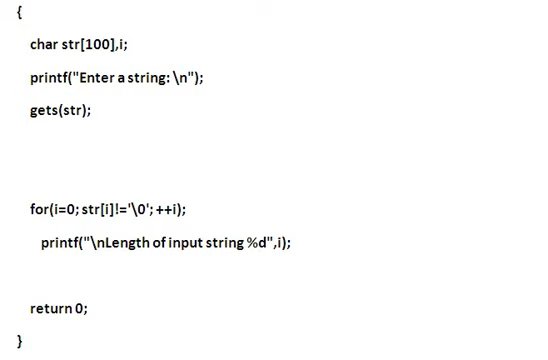 {
char str[100],i;
printf("Enter a string: \n");
gets(str);
for(i=0; str[i]!='\0'; ++i);
printf("\nLength of input string %d",i);
return 0;
}